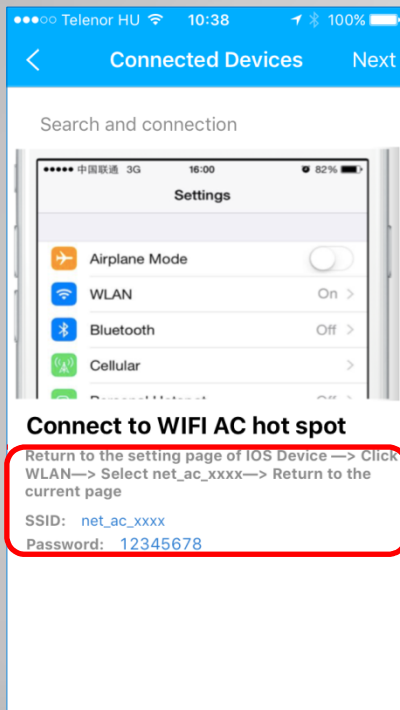 Telenor HU 10:38 100%
Connected Devices Next
Search and connection
中国联通 3G 16:00 82%
Settings
Airplane Mode
WLAN On
Bluetooth Off
Cellular
Connect to WIFI AC hot spot
Return to the setting page of IOS Device —> Click
WLAN—> Select net_ac_xxxx—> Return to the
current page
SSID: net_ac_xxxx
Password: 12345678